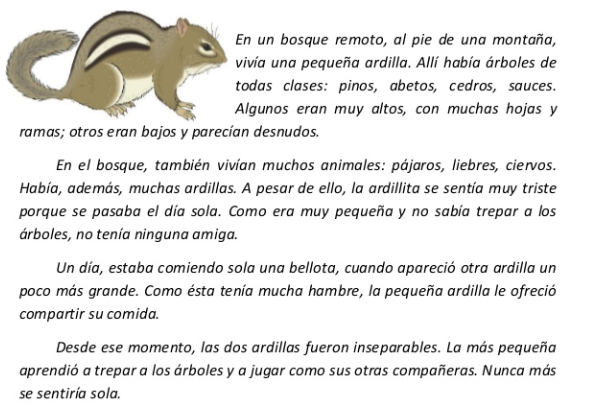 En un bosque remoto, al pie de una montaña,
vivía una pequeña ardilla. Allí había árboles de
todas clases: pinos, abetos, cedros, sauces.
Algunos eran muy altos, con muchas hojas y
ramas; otros eran bajos y parecían desnudos.
En el bosque, también vivían muchos animales: pájaros, liebres, ciervos.
Había, además, muchas ardillas. A pesar de ello, la ardillita se sentía muy triste
porque se pasaba el día sola. Como era muy pequeña y no sabía trepar a los
árboles, no tenía ninguna amiga.
Un día, estaba comiendo sola una bellota, cuando apareció otra ardilla un
poco más grande. Como ésta tenía mucha hambre, la pequeña ardilla le ofreció
compartir su comida.
Desde ese momento, las dos ardillas fueron inseparables. La más pequeña
aprendió a trepar a los árboles y a jugar como sus otras compañeras. Nunca más
se sentiría sola.